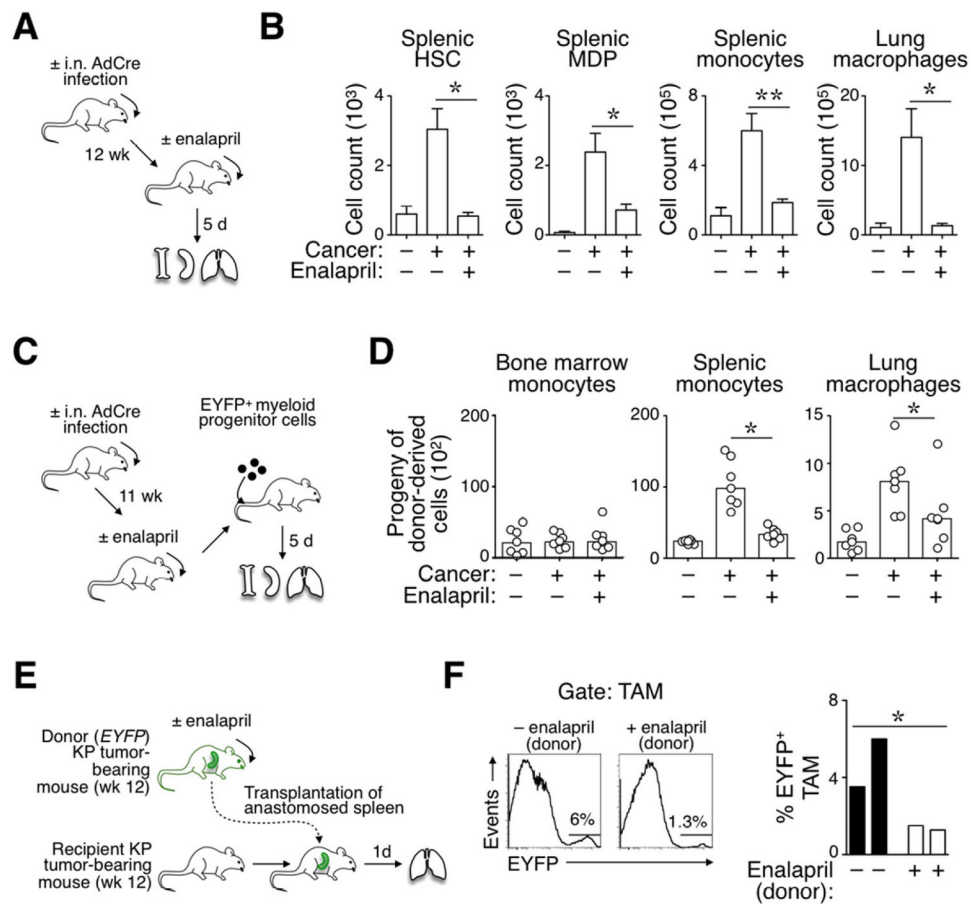 A
± i.n. AdCre
infection
12 wk
± enalapril
5 d
B
Splenic
HSC
Splenic
MDP
Splenic
monocytes
Lung
macrophages
Cell count (10³)
4
2
0
*
Cell count (10³)
4
2
0
*
Cell count (10⁵)
8
4
0
**
Cell count (10⁵)
20
10
0
*
Cancer: − + + − + + − + + − + +
Enalapril: − − + − − + − − + − − +
C
± i.n. AdCre
infection
11 wk
± enalapril
EYFP⁺ myeloid
progenitor cells
5 d
D
Bone marrow
monocytes
Splenic
monocytes
Lung
macrophages
Progeny of
donor-derived
cells (10²)
200
100
0
200
100
0
*
15
10
5
0
*
Cancer: − + + − + + − + +
Enalapril: − − + − − + − − +
E
± enalapril
Donor (EYFP)
KP tumor-
bearing
mouse (wk 12)
Transplantation of
anastomosed spleen
Recipient KP
tumor-bearing
mouse (wk 12)
1d
F
Gate: TAM
− enalapril
(donor)
+ enalapril
(donor)
Events
6%
1.3%
EYFP
% EYFP⁺
TAM
8
4
0
*
Enalapril
(donor):
− − + +